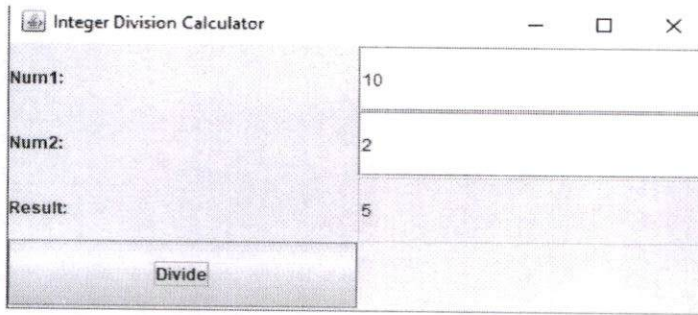 Integer Division Calculator
Num1: 10
Num2: 2
Result: 5
Divide